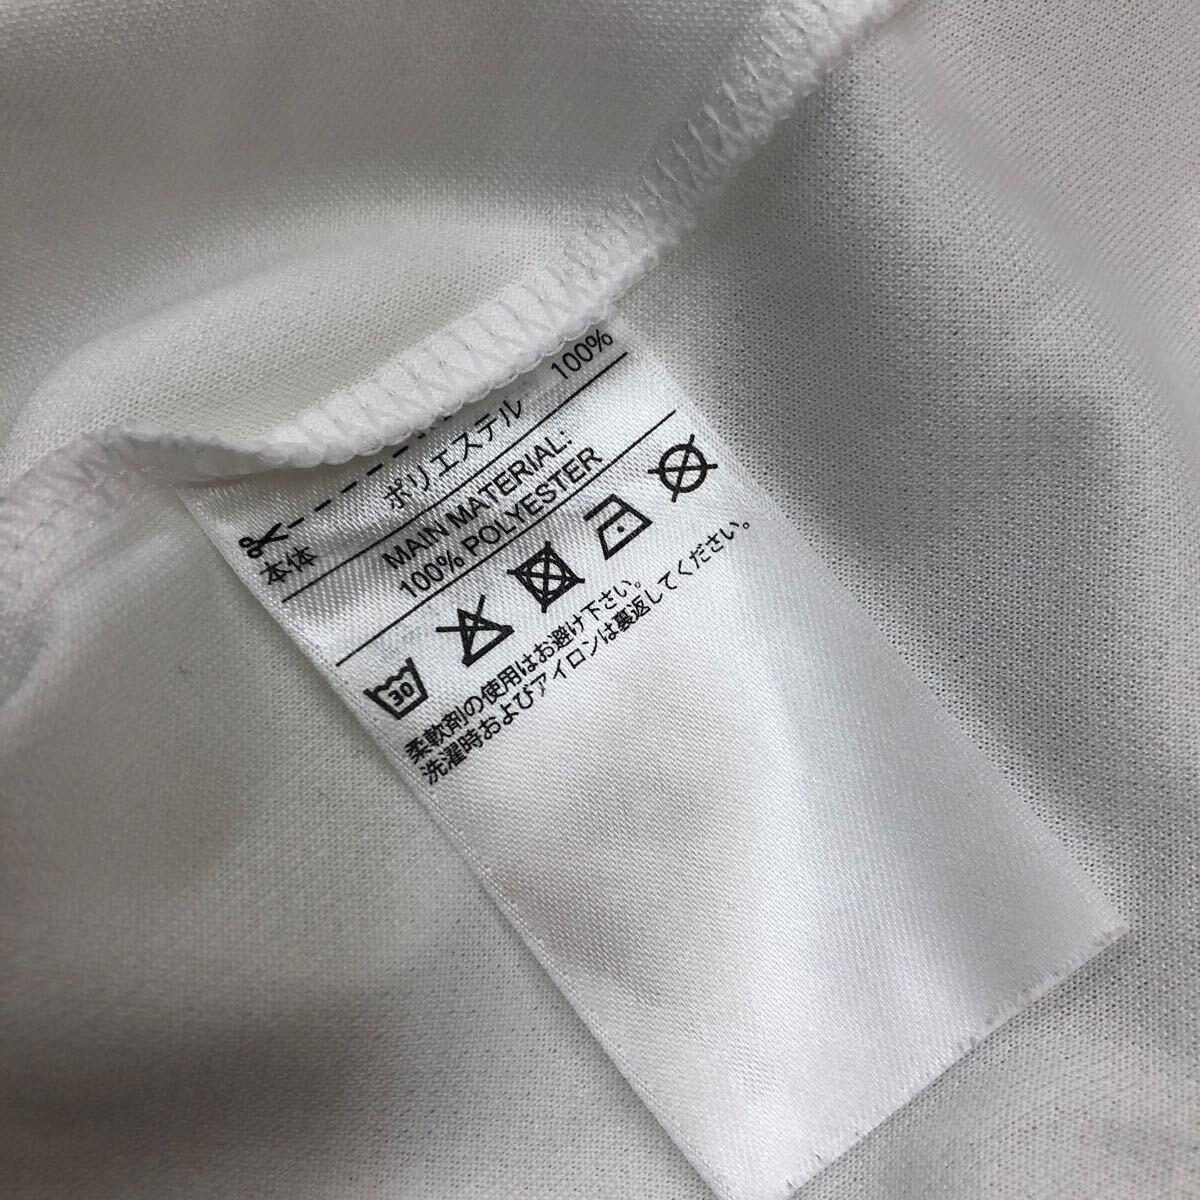 本体 ポリエステル 100%
MAIN MATERIAL:
100% POLYESTER
30
柔軟剤の使用はお避け下さい。
洗濯時およびアイロンは裏返してください。